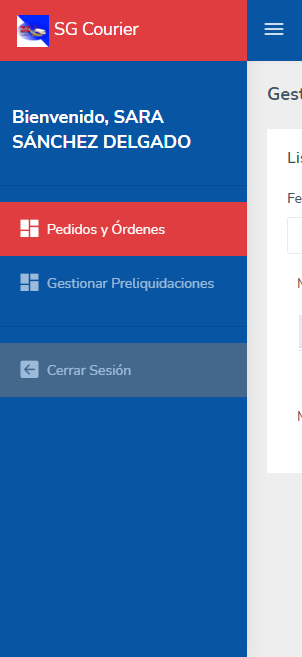 SG Courier
Bienvenido, SARA
SÁNCHEZ DELGADO
Gest
Lis
Fe
Pedidos y Órdenes
Gestionar Preliquidaciones
Cerrar Sesión